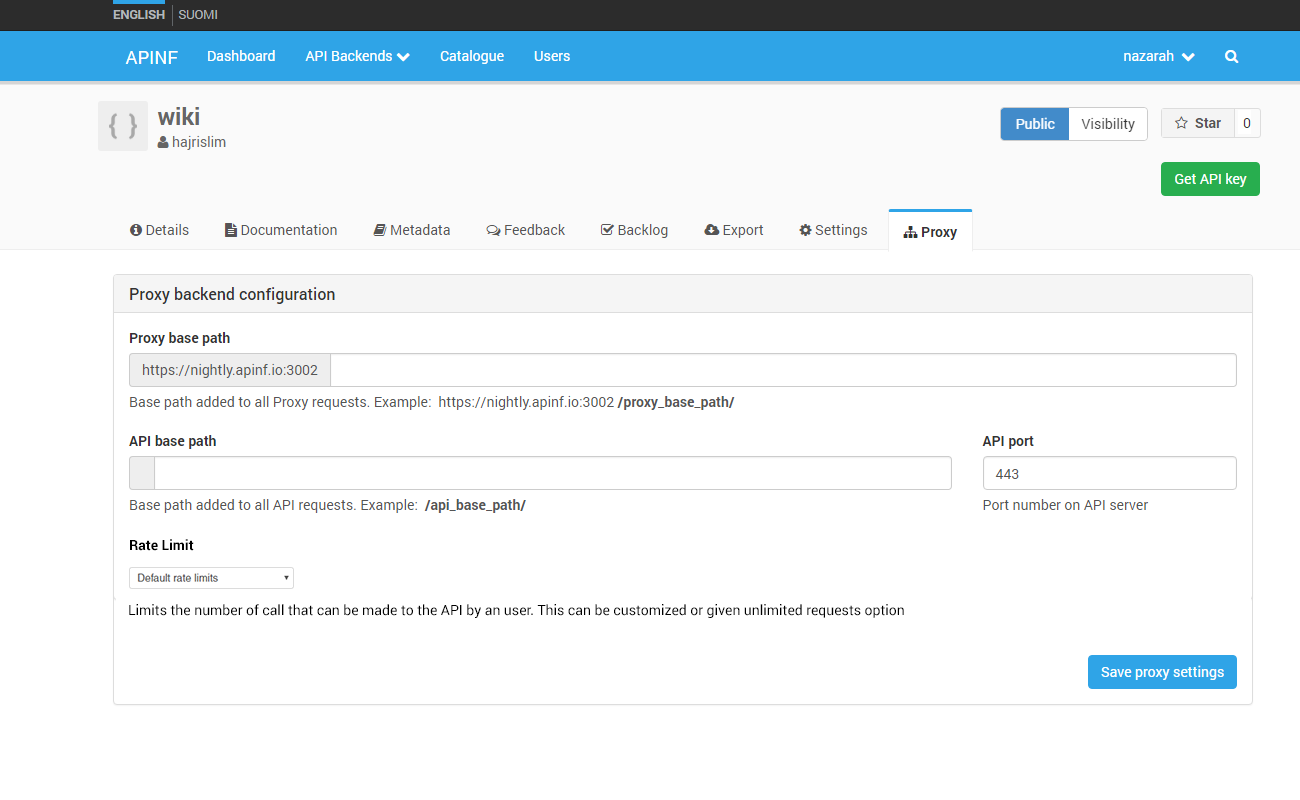 ENGLISH SUOMI
APINF Dashboard API Backends Catalogue Users nazarah
{ } wiki
hajrislim
Public Visibility Star 0
Get API key
Details Documentation Metadata Feedback Backlog Export Settings Proxy
Proxy backend configuration
Proxy base path
https://nightly.apinf.io:3002
Base path added to all Proxy requests. Example: https://nightly.apinf.io:3002 /proxy_base_path/
API base path API port
443
Base path added to all API requests. Example: /api_base_path/ Port number on API server
Rate Limit
Default rate limits
Limits the number of call that can be made to the API by an user. This can be customized or given unlimited requests option
Save proxy settings